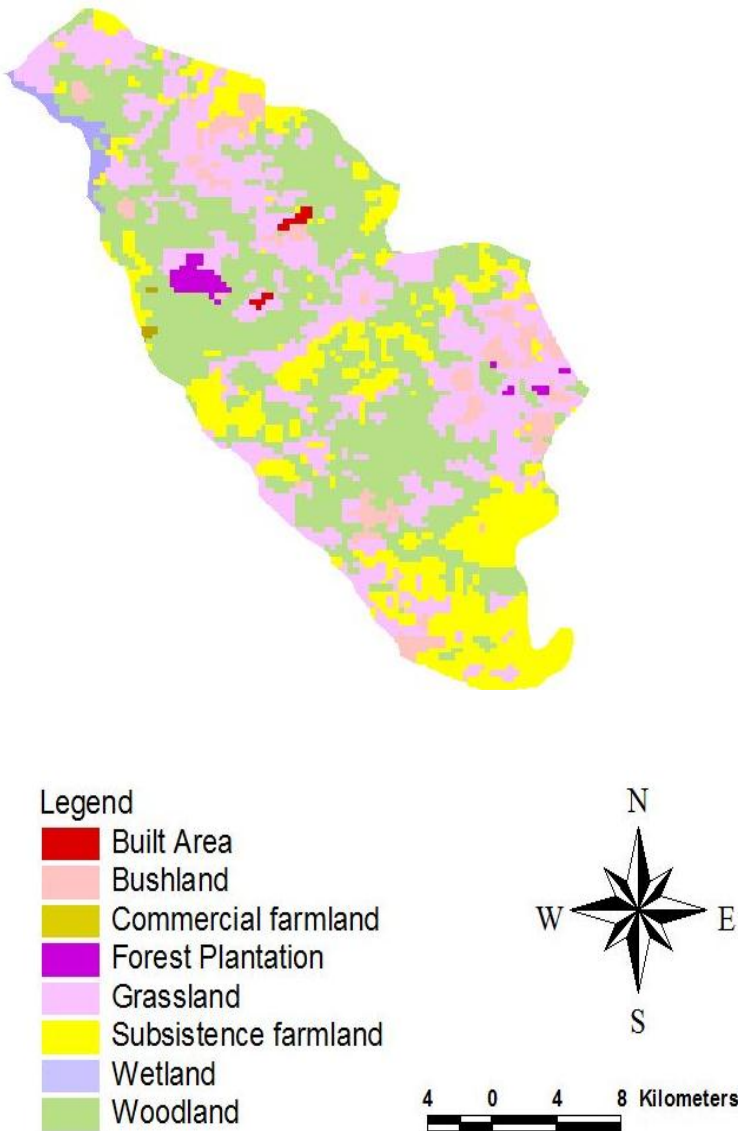 Legend
Built Area
Bushland
Commercial farmland
Forest Plantation
Grassland
Subsistence farmland
Wetland
Woodland
N
W E
S
4 0 4 8 Kilometers